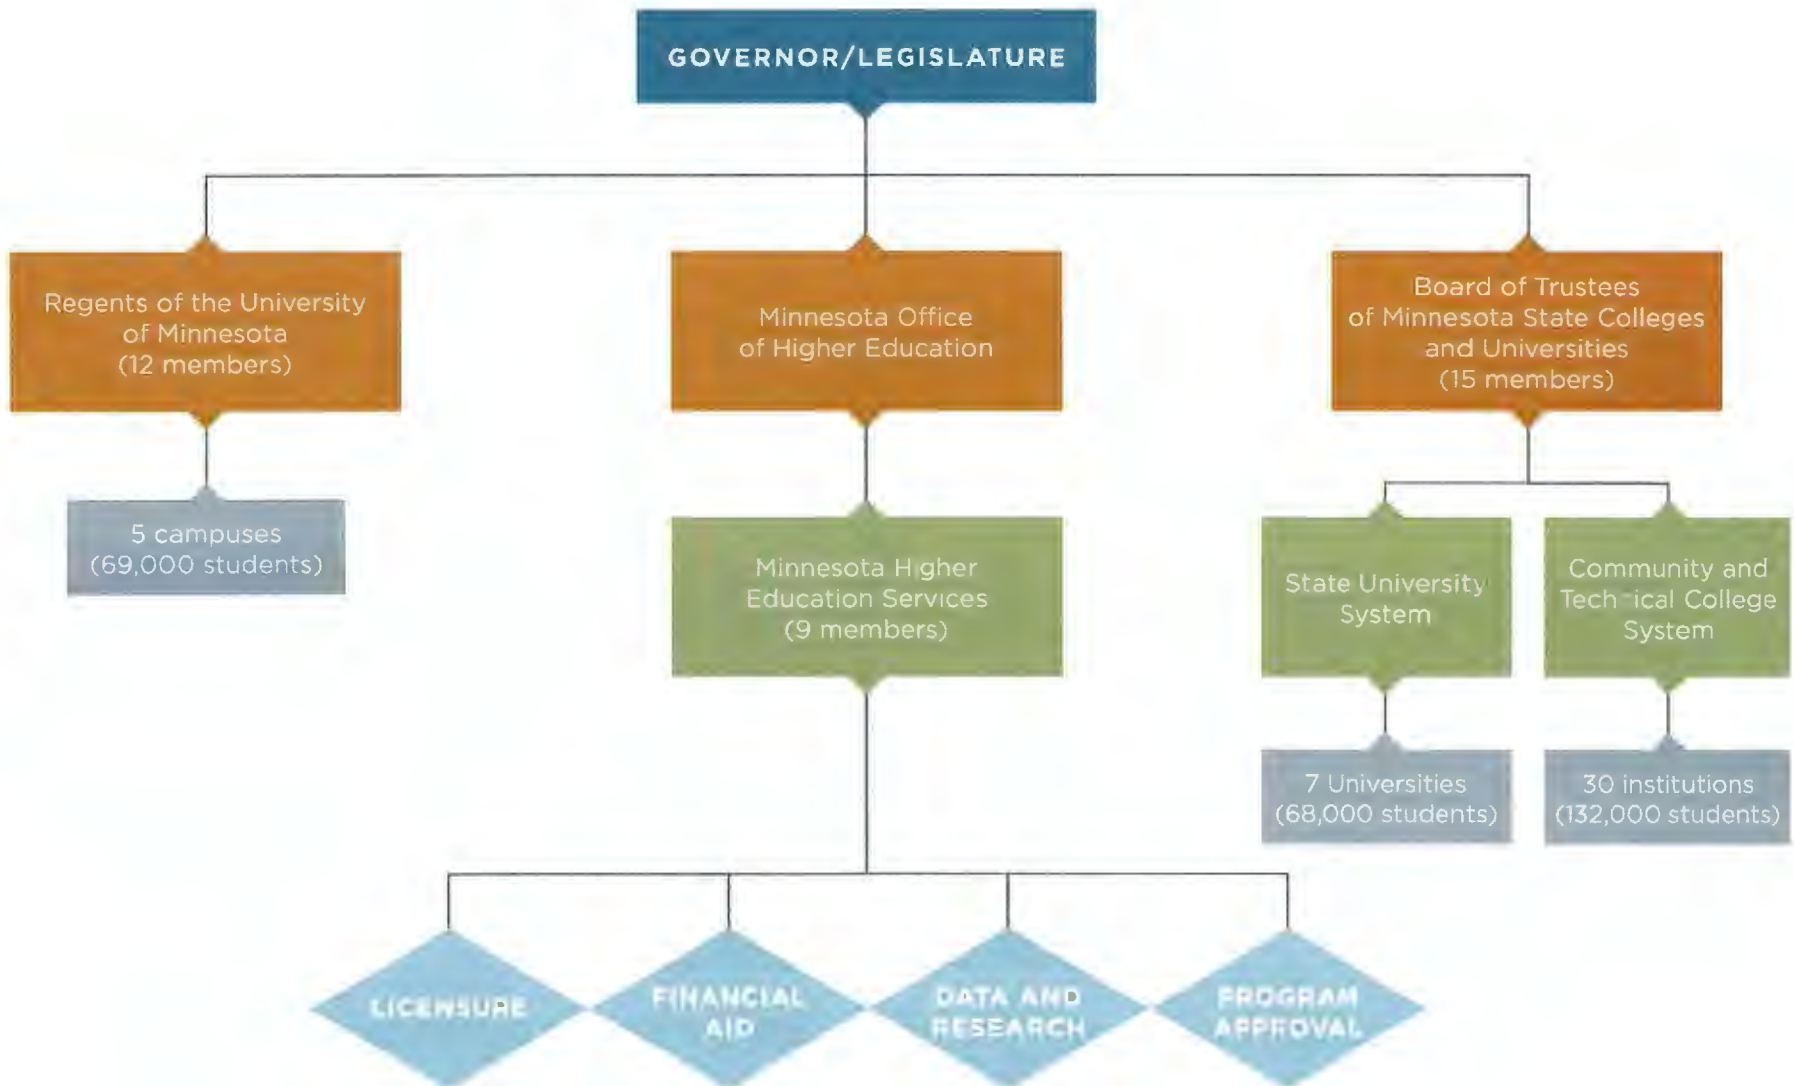 GOVERNOR/LEGISLATURE
Regents of the University
of Minnesota
(12 members)
Minnesota Office
of Higher Education
Board of Trustees
of Minnesota State Colleges
and Universities
(15 members)
5 campuses
(69,000 students)
Minnesota Higher
Education Services
(9 members)
State University
System
Community and
Technical College
System
7 Universities
(68,000 students)
30 institutions
(132,000 students)
LICENSURE
FINANCIAL
AID
DATA AND
RESEARCH
PROGRAM
APPROVAL